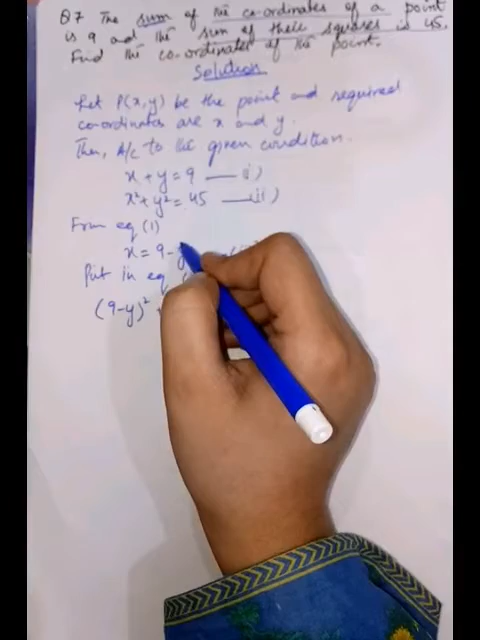 Q7 The sum of the co-ordinates of a point
is 9 and the sum of their squares is 45.
Find the co-ordinates of the point.
Solution
Let P(x,y) be the point and required
co-ordinates are x and y.
Then, A/c to the given condition.
x + y = 9 — i)
x² + y² = 45 — ii)
From eq (1)
x = 9 - y
Put in eq (
(9-y)²